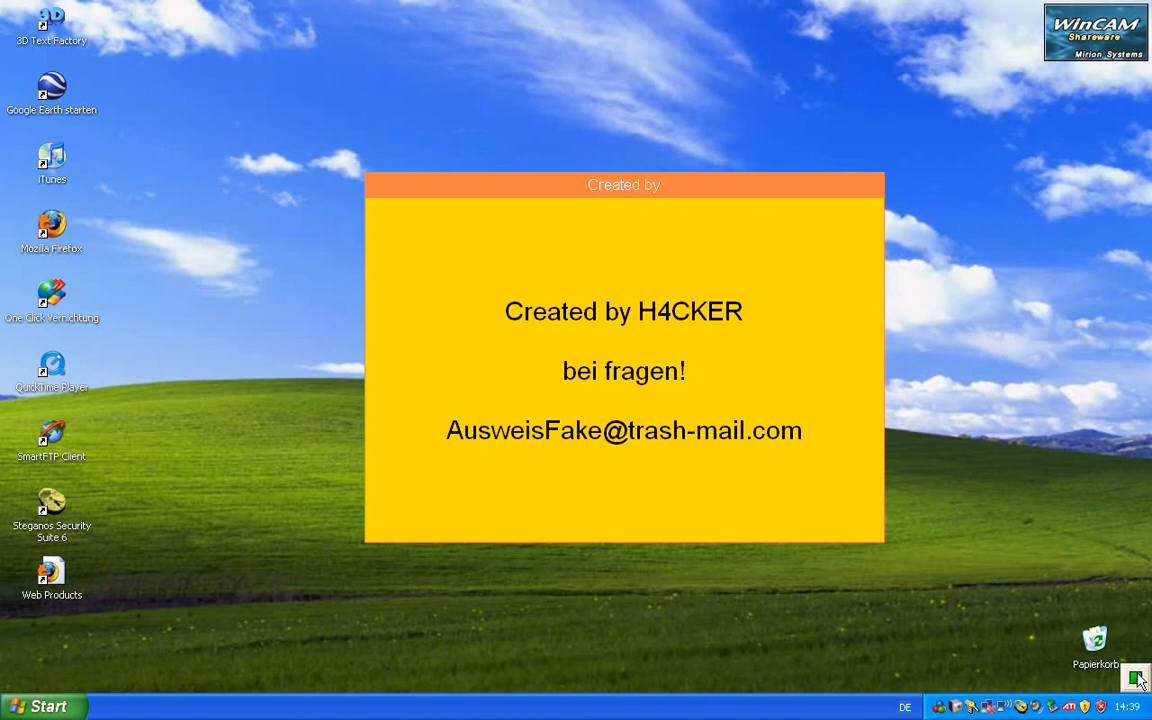 3D
3D Text Factory
Google Earth starten
iTunes
Mozilla Firefox
One Click Vernichtung
QuickTime Player
SmartFTP Client
Steganos Security
Suite 6
Web Products
WinCAM
Shareware
Mirion Systems
Created by
Created by H4CKER
bei fragen!
AusweisFake@trash-mail.com
Papierkorb
Start
DE
ATI
14:39